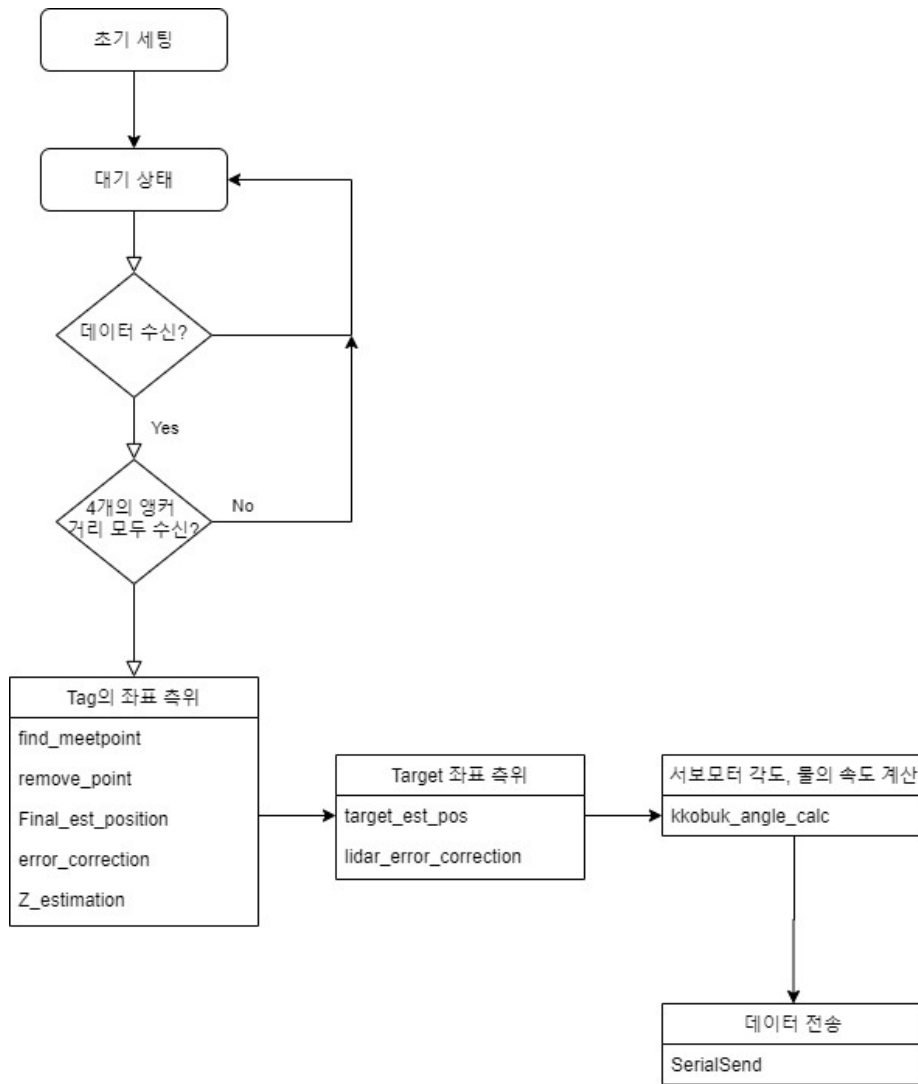 초기 세팅
대기 상태
데이터 수신?
Yes
4개의 앵커
거리 모두 수신?
No
Tag의 좌표 측위
find_meetpoint
remove_point
Final_est_position
error_correction
Z_estimation
Target 좌표 측위
target_est_pos
lidar_error_correction
서보모터 각도, 물의 속도 계산
kkobuk_angle_calc
데이터 전송
SerialSend